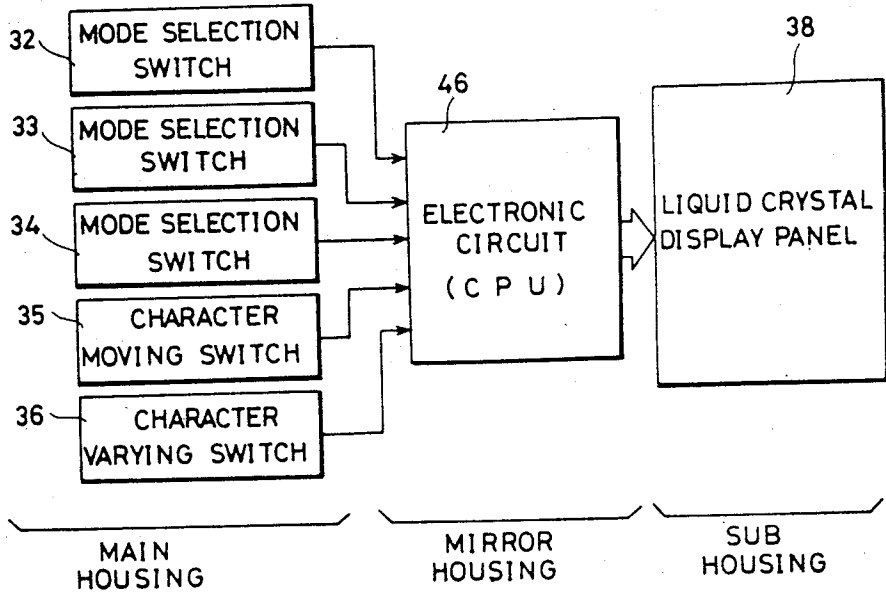 32
MODE SELECTION
SWITCH
33
MODE SELECTION
SWITCH
34
MODE SELECTION
SWITCH
35
CHARACTER
MOVING SWITCH
36
CHARACTER
VARYING SWITCH
46
ELECTRONIC
CIRCUIT
(CPU)
38
LIQUID CRYSTAL
DISPLAY PANEL
MAIN
HOUSING
MIRROR
HOUSING
SUB
HOUSING